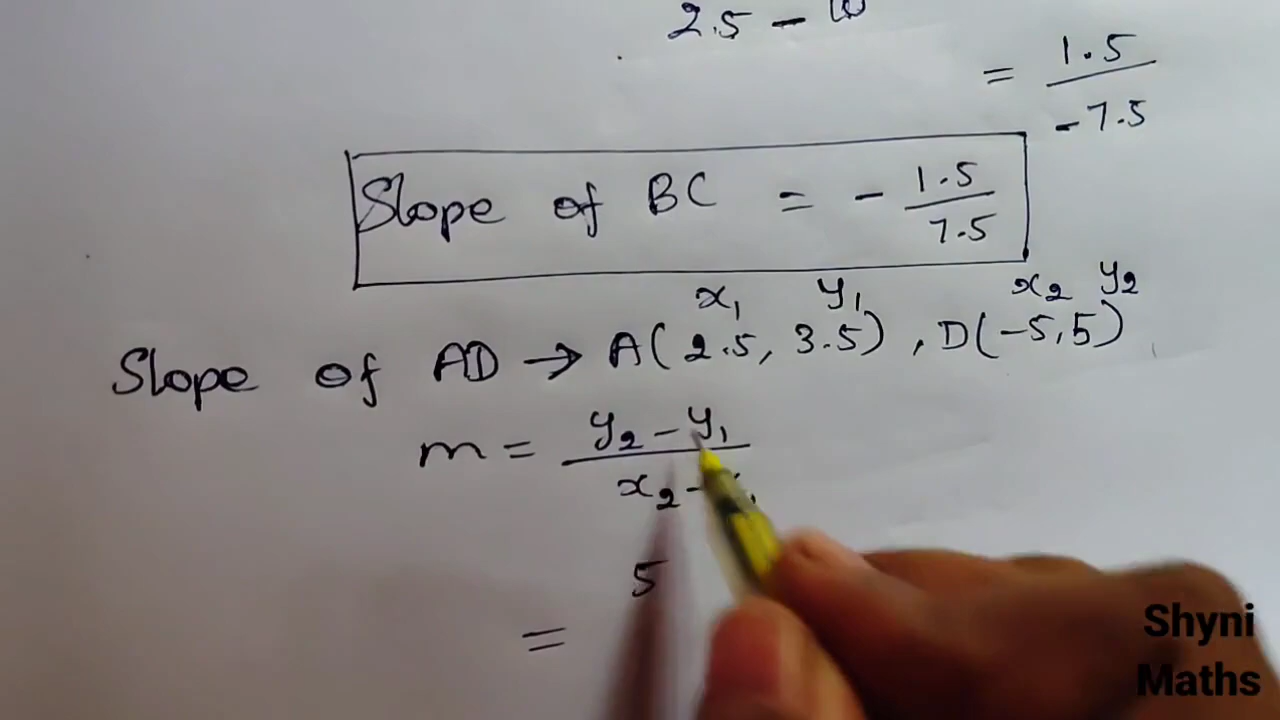 2.5 - 10
= 1.5 / -7.5
Slope of BC = - 1.5 / 7.5
x₁ y₁ x₂ y₂
Slope of AD → A(2.5, 3.5), D(-5,5)
m = y₂ - y₁ / x₂ -
5
=
Shyni
Maths